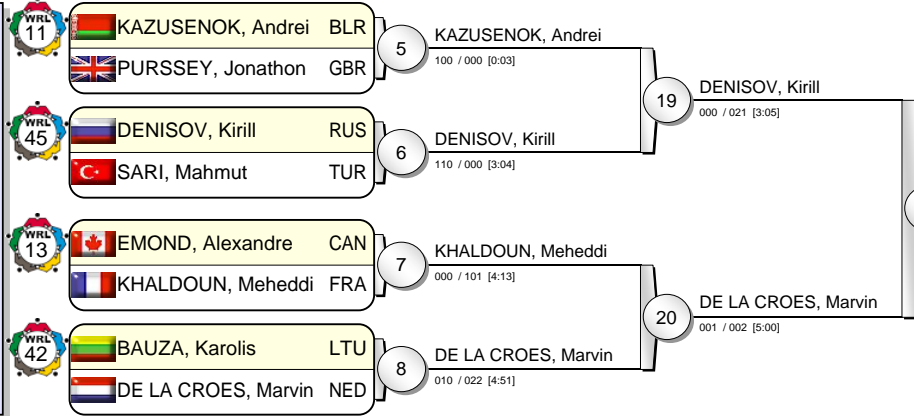 WRL 11
KAZUSENOK, Andrei BLR
PURSSEY, Jonathon GBR
5
KAZUSENOK, Andrei
100 / 000 [0:03]
19
DENISOV, Kirill
000 / 021 [3:05]
WRL 45
DENISOV, Kirill RUS
SARI, Mahmut TUR
6
DENISOV, Kirill
110 / 000 [3:04]
WRL 13
EMOND, Alexandre CAN
KHALDOUN, Meheddi FRA
7
KHALDOUN, Meheddi
000 / 101 [4:13]
20
DE LA CROES, Marvin
001 / 002 [5:00]
WRL 42
BAUZA, Karolis LTU
DE LA CROES, Marvin NED
8
DE LA CROES, Marvin
010 / 022 [4:51]